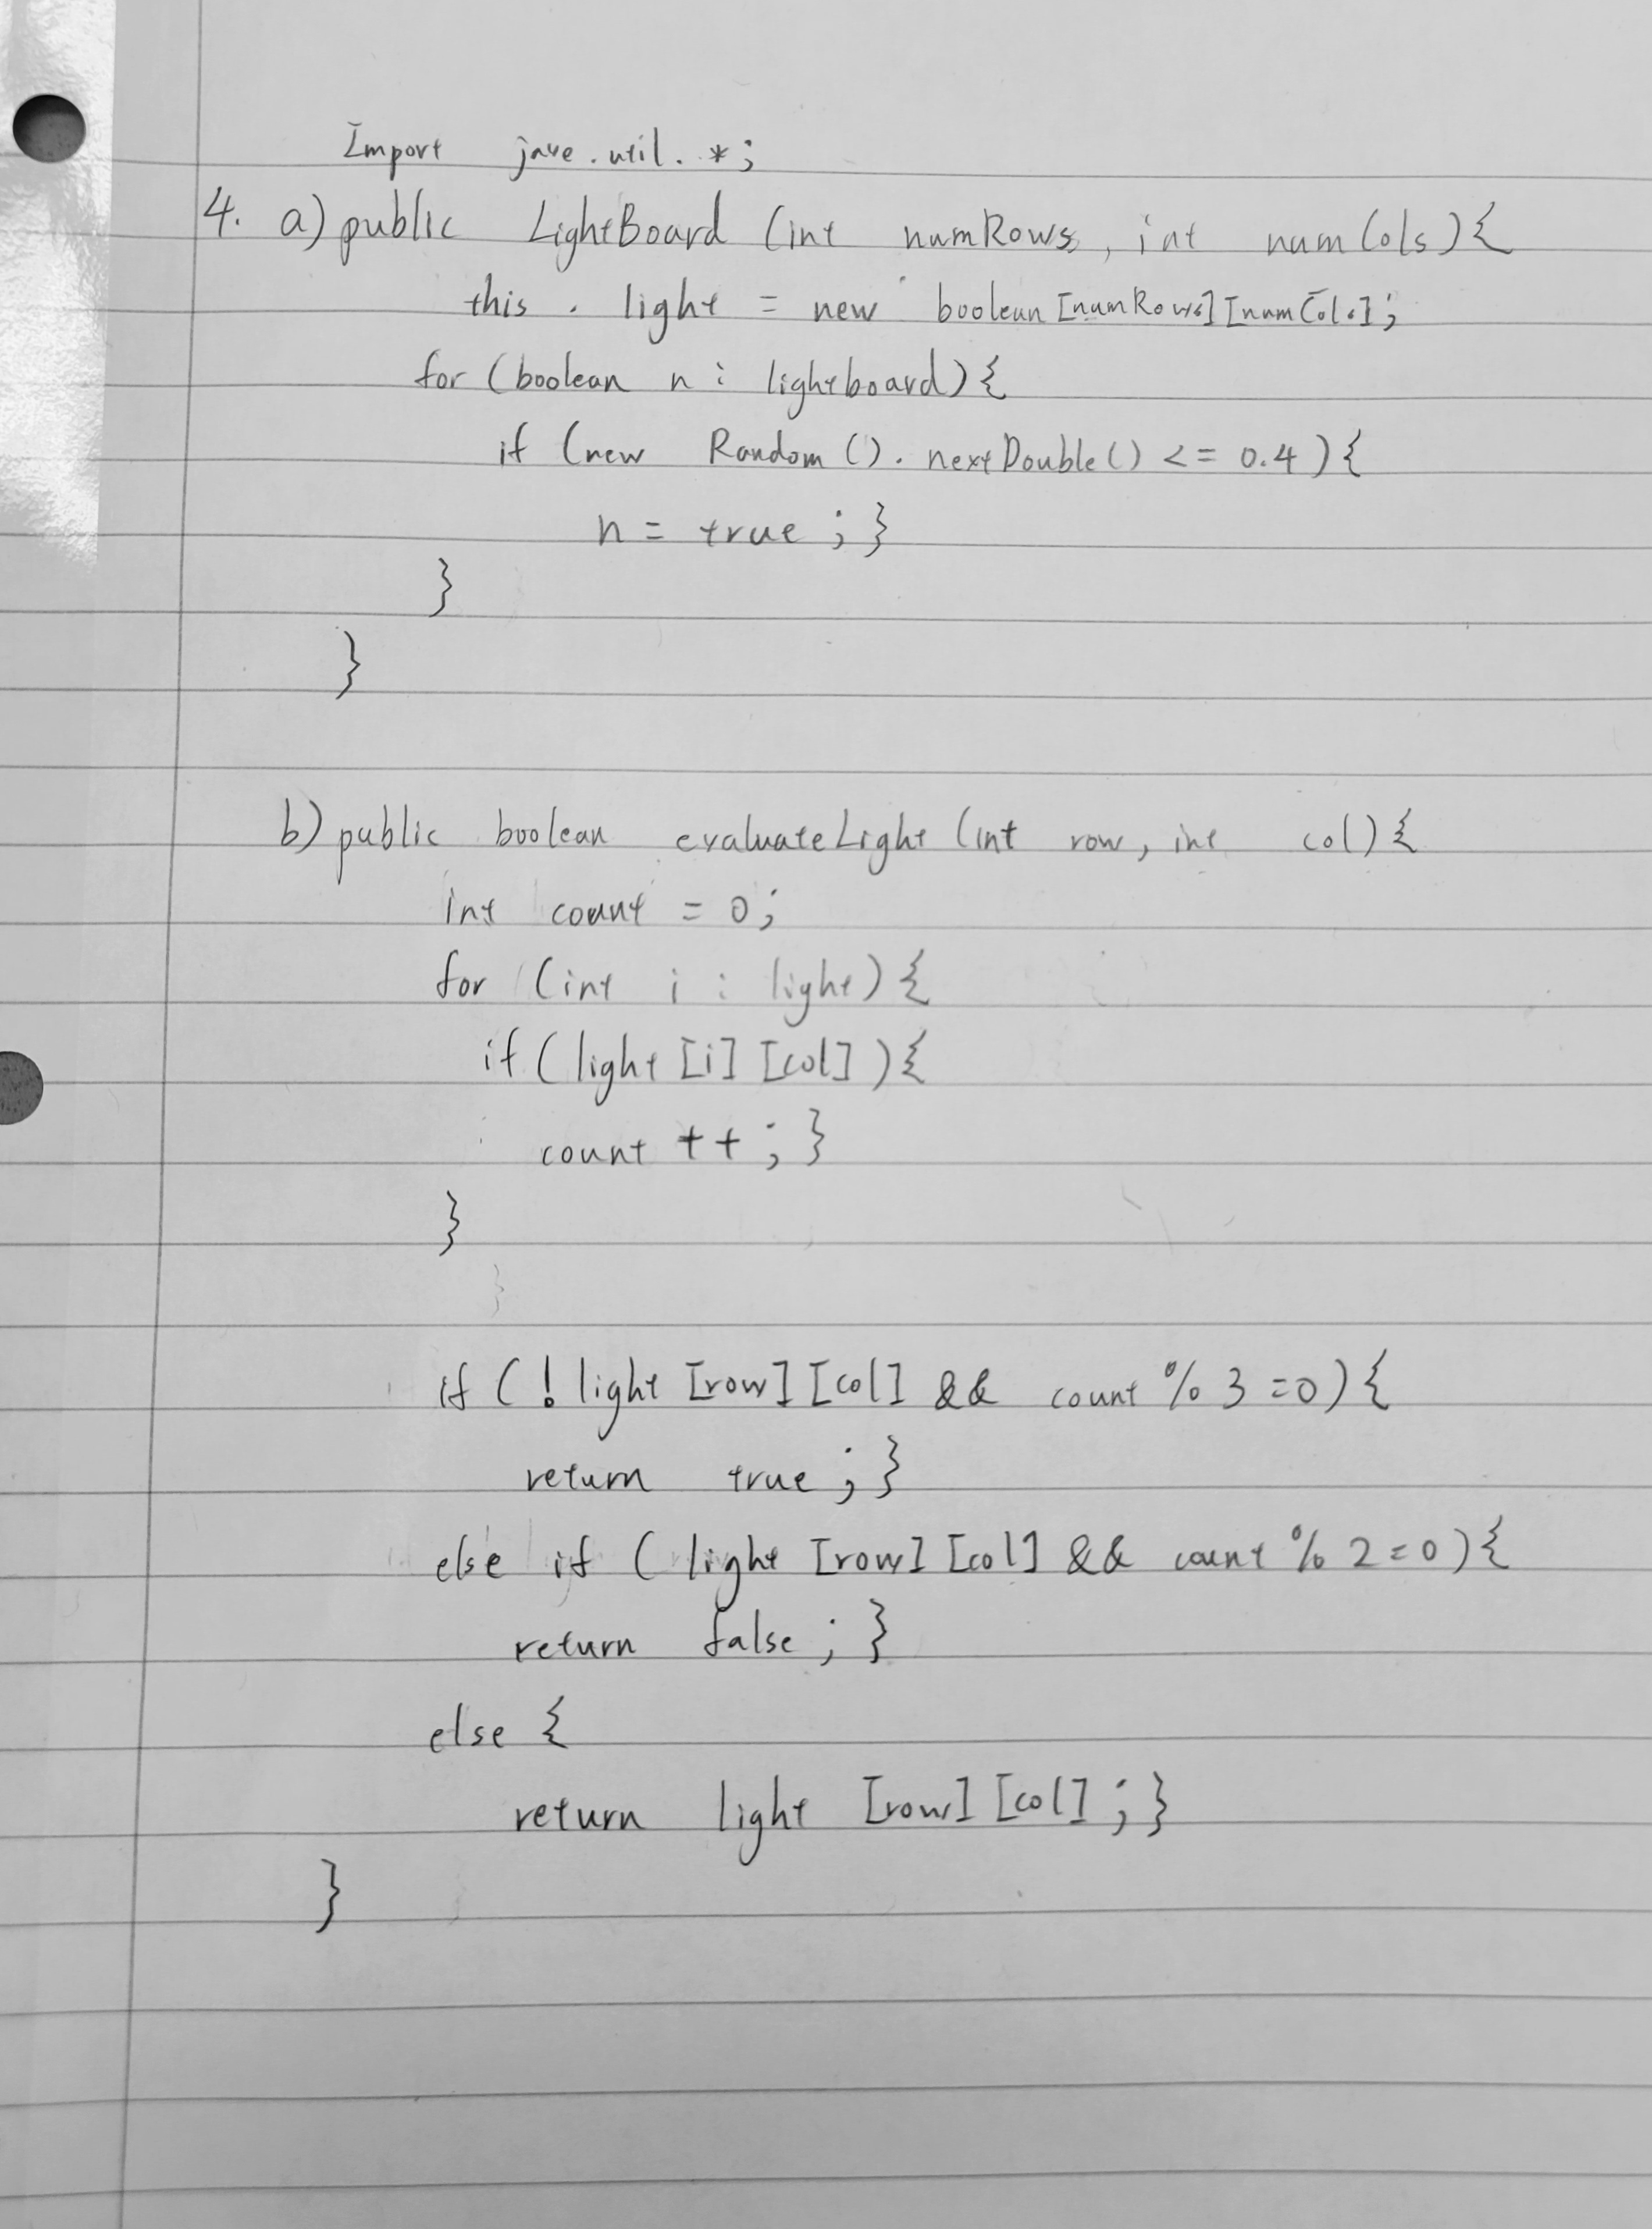 Import java.util.*;
4. a) public LightBoard (int numRows, int numCols){
this . light = new boolean [numRows][numCols];
for (boolean n : lightboard){
if (new Random (). nextDouble() <= 0.4 ){
n = true ; }
}
}
b) public boolean evaluateLight (int row, int col){
int count = 0;
for (int i : light){
if ( light [i] [col] ){
count ++ ; }
}
}
if ( ! light [row] [col] && count % 3 =0){
return true ; }
else if ( light [row] [col] && count % 2 =0){
return false ; }
else {
return light [row] [col] ; }
}